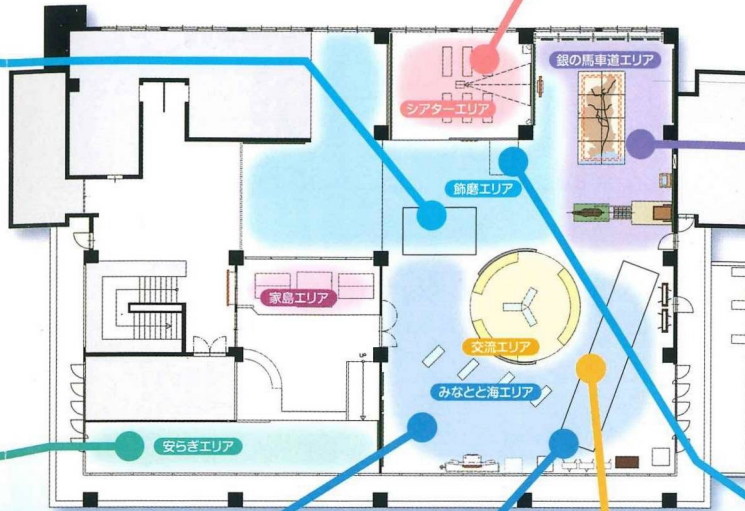 銀の馬車道エリア
シアターエリア
飾磨エリア
家島エリア
交流エリア
みなとと海エリア
安らぎエリア
UP